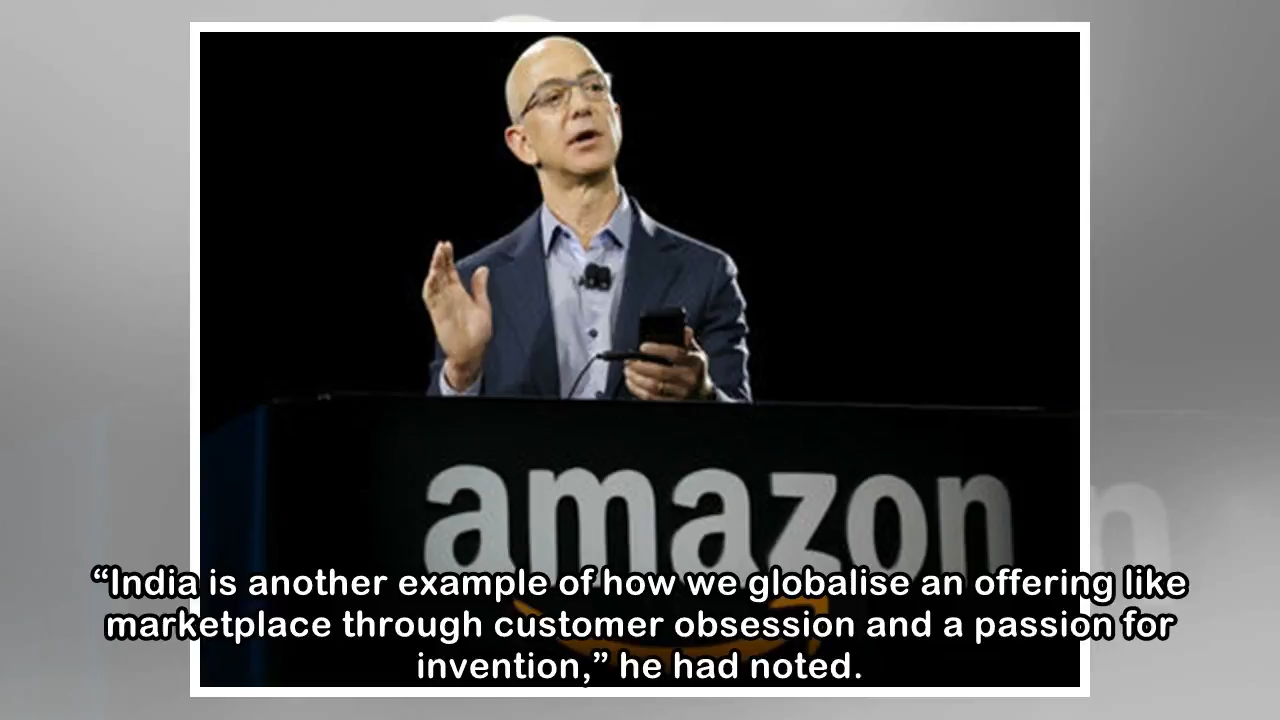 amazon
“India is another example of how we globalise an offering like
marketplace through customer obsession and a passion for
invention,” he had noted.